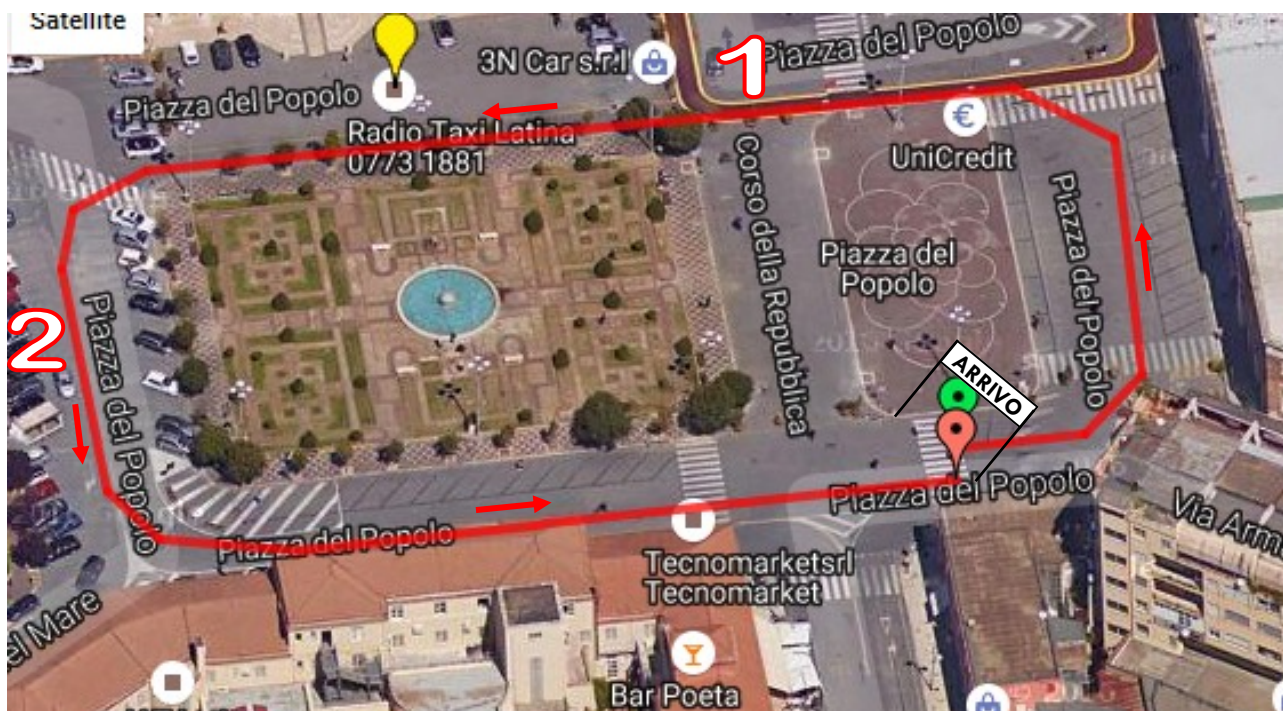 Satellite
1
Piazza del Popolo
3N Car s.r.l
Piazza del Popolo
Radio Taxi Latina
0773 1881
UniCredit
Corso della Repubblica
Piazza del Popolo
Piazza del
Popolo
2
Piazza del Popolo
ARRIVO
Piazza del Popolo
Piazza del Popolo
Via Arm
Tecnomarketsrl
Tecnomarket
el Mare
Bar Poeta